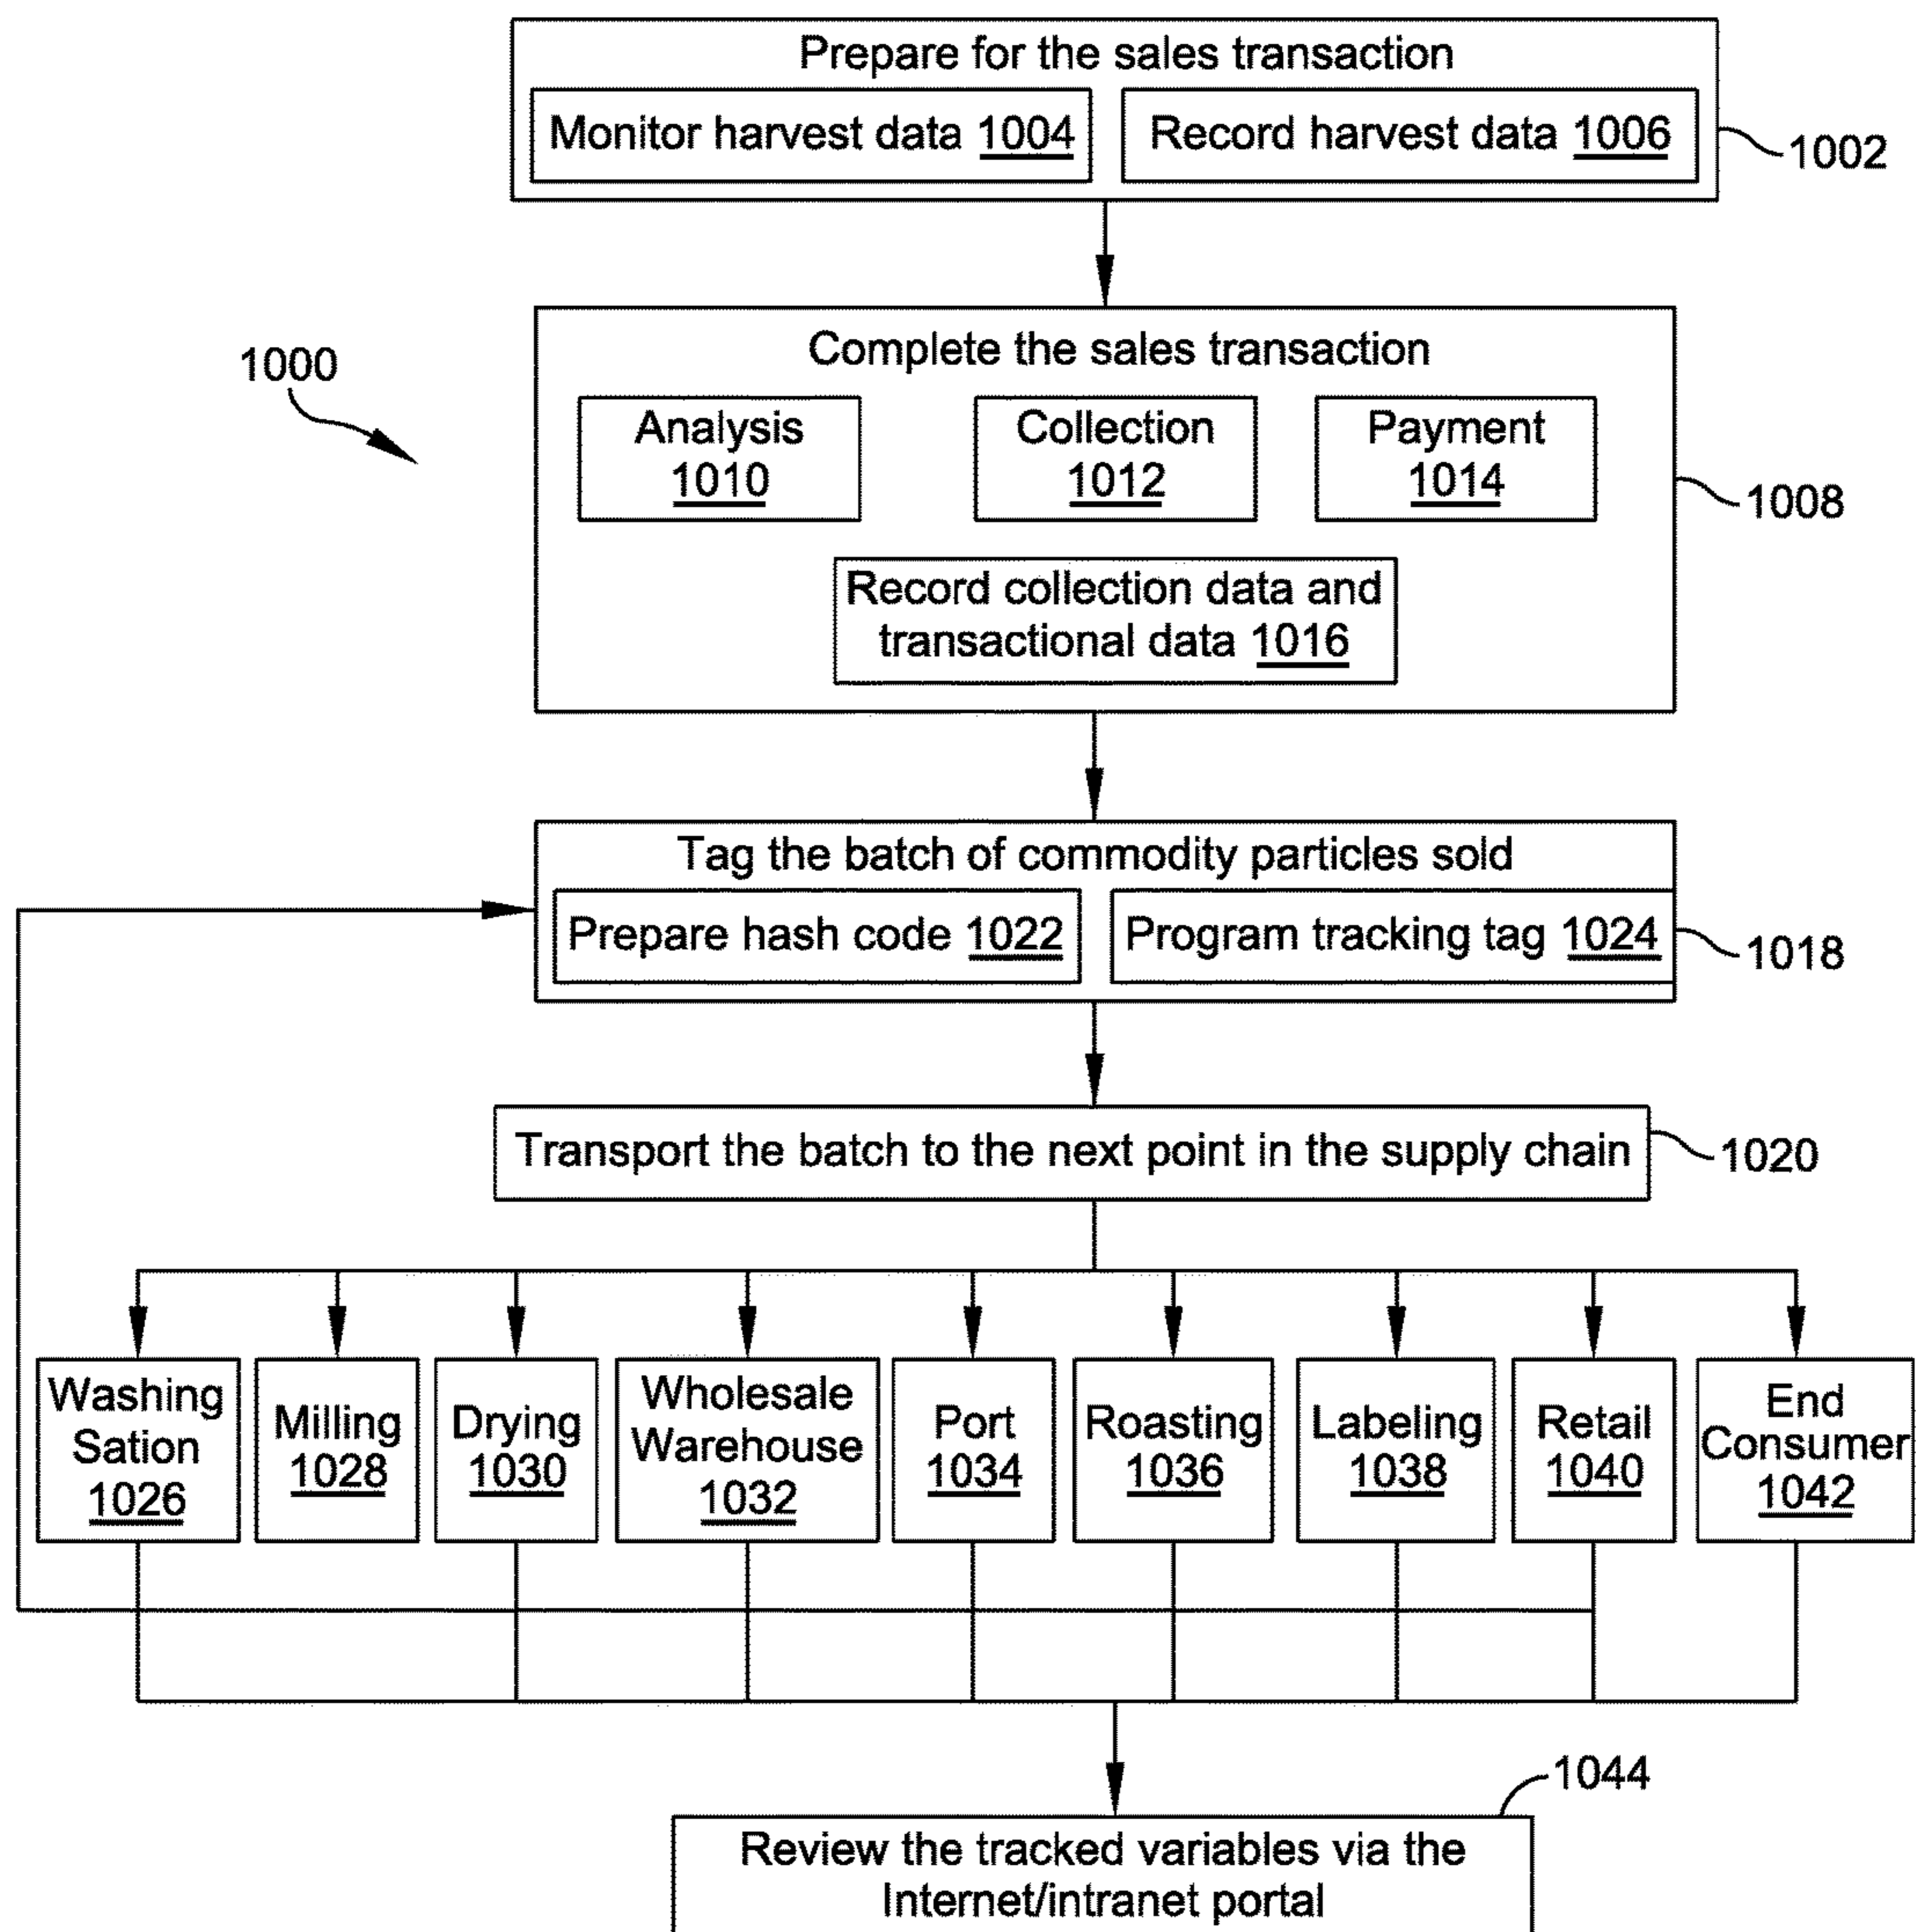 Prepare for the sales transaction
Monitor harvest data 1004
Record harvest data 1006
1002
1000
Complete the sales transaction
Analysis
1010
Collection
1012
Payment
1014
1008
Record collection data and
transactional data 1016
Tag the batch of commodity particles sold
Prepare hash code 1022
Program tracking tag 1024
1018
Transport the batch to the next point in the supply chain
1020
Washing
Sation
1026
Milling
1028
Drying
1030
Wholesale
Warehouse
1032
Port
1034
Roasting
1036
Labeling
1038
Retail
1040
End
Consumer
1042
1044
Review the tracked variables via the
Internet/intranet portal